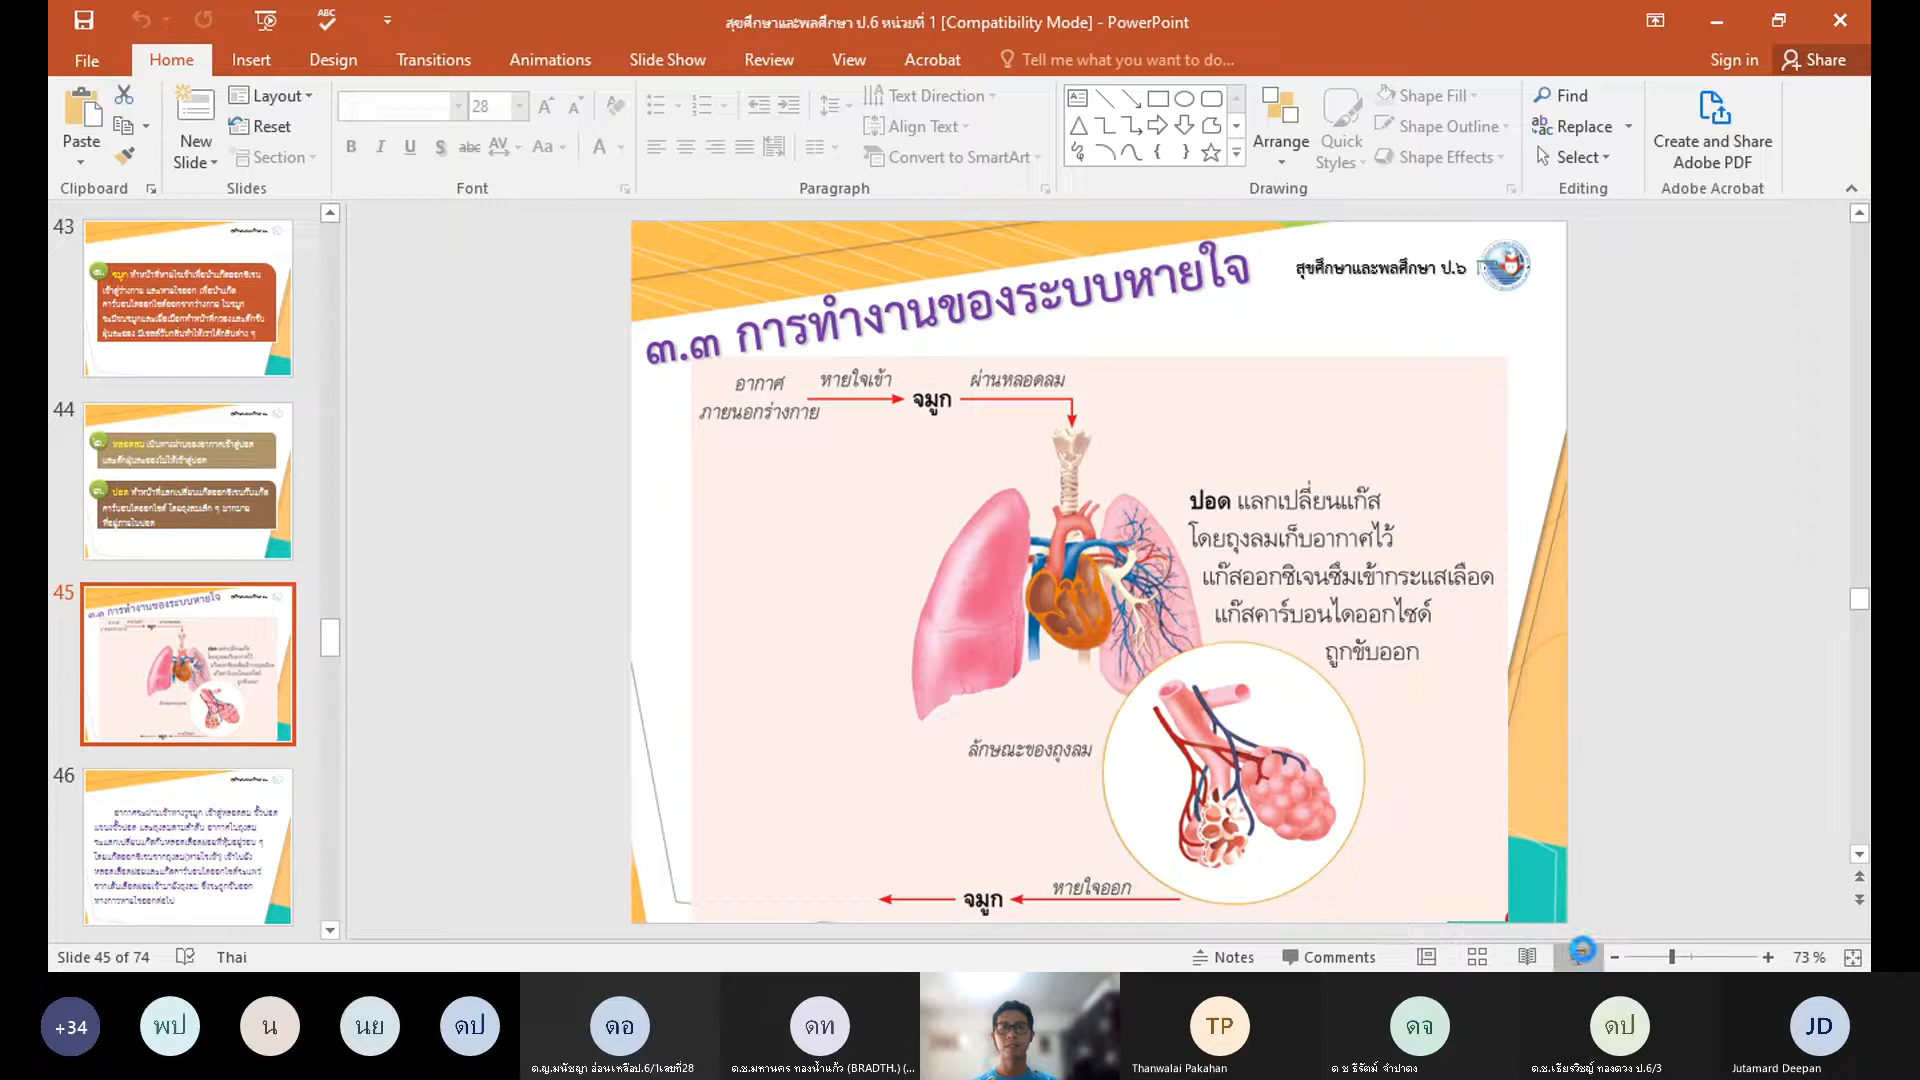 สุขศึกษาและพลศึกษา ป.6 หน่วยที่ 1 [Compatibility Mode] - PowerPoint
File
Home
Insert
Design
Transitions
Animations
Slide Show
Review
View
Acrobat
Tell me what you want to do...
Sign in
Share
Paste
New Slide
Layout
Reset
Section
28
Text Direction
Align Text
Convert to SmartArt
Arrange
Quick Styles
Shape Fill
Shape Outline
Shape Effects
Find
Replace
Select
Create and Share
Adobe PDF
Clipboard
Slides
Font
Paragraph
Drawing
Editing
Adobe Acrobat
43
44
45
46
๓.๓ การทำงานของระบบหายใจ
สุขศึกษาและพลศึกษา ป.๖
อากาศ
ภายนอกร่างกาย
หายใจเข้า
จมูก
ผ่านหลอดลม
ปอด แลกเปลี่ยนแก๊ส
โดยถุงลมเก็บอากาศไว้
แก๊สออกซิเจนซึมเข้ากระแสเลือด
แก๊สคาร์บอนไดออกไซด์
ถูกขับออก
ลักษณะของถุงลม
หายใจออก
จมูก
Slide 45 of 74
Thai
Notes
Comments
73 %
+34
พป
น
นย
ดป
ดอ
ดท
TP
ดจ
ดป
JD
Thanwalai Pakahan
Jutamard Deepan